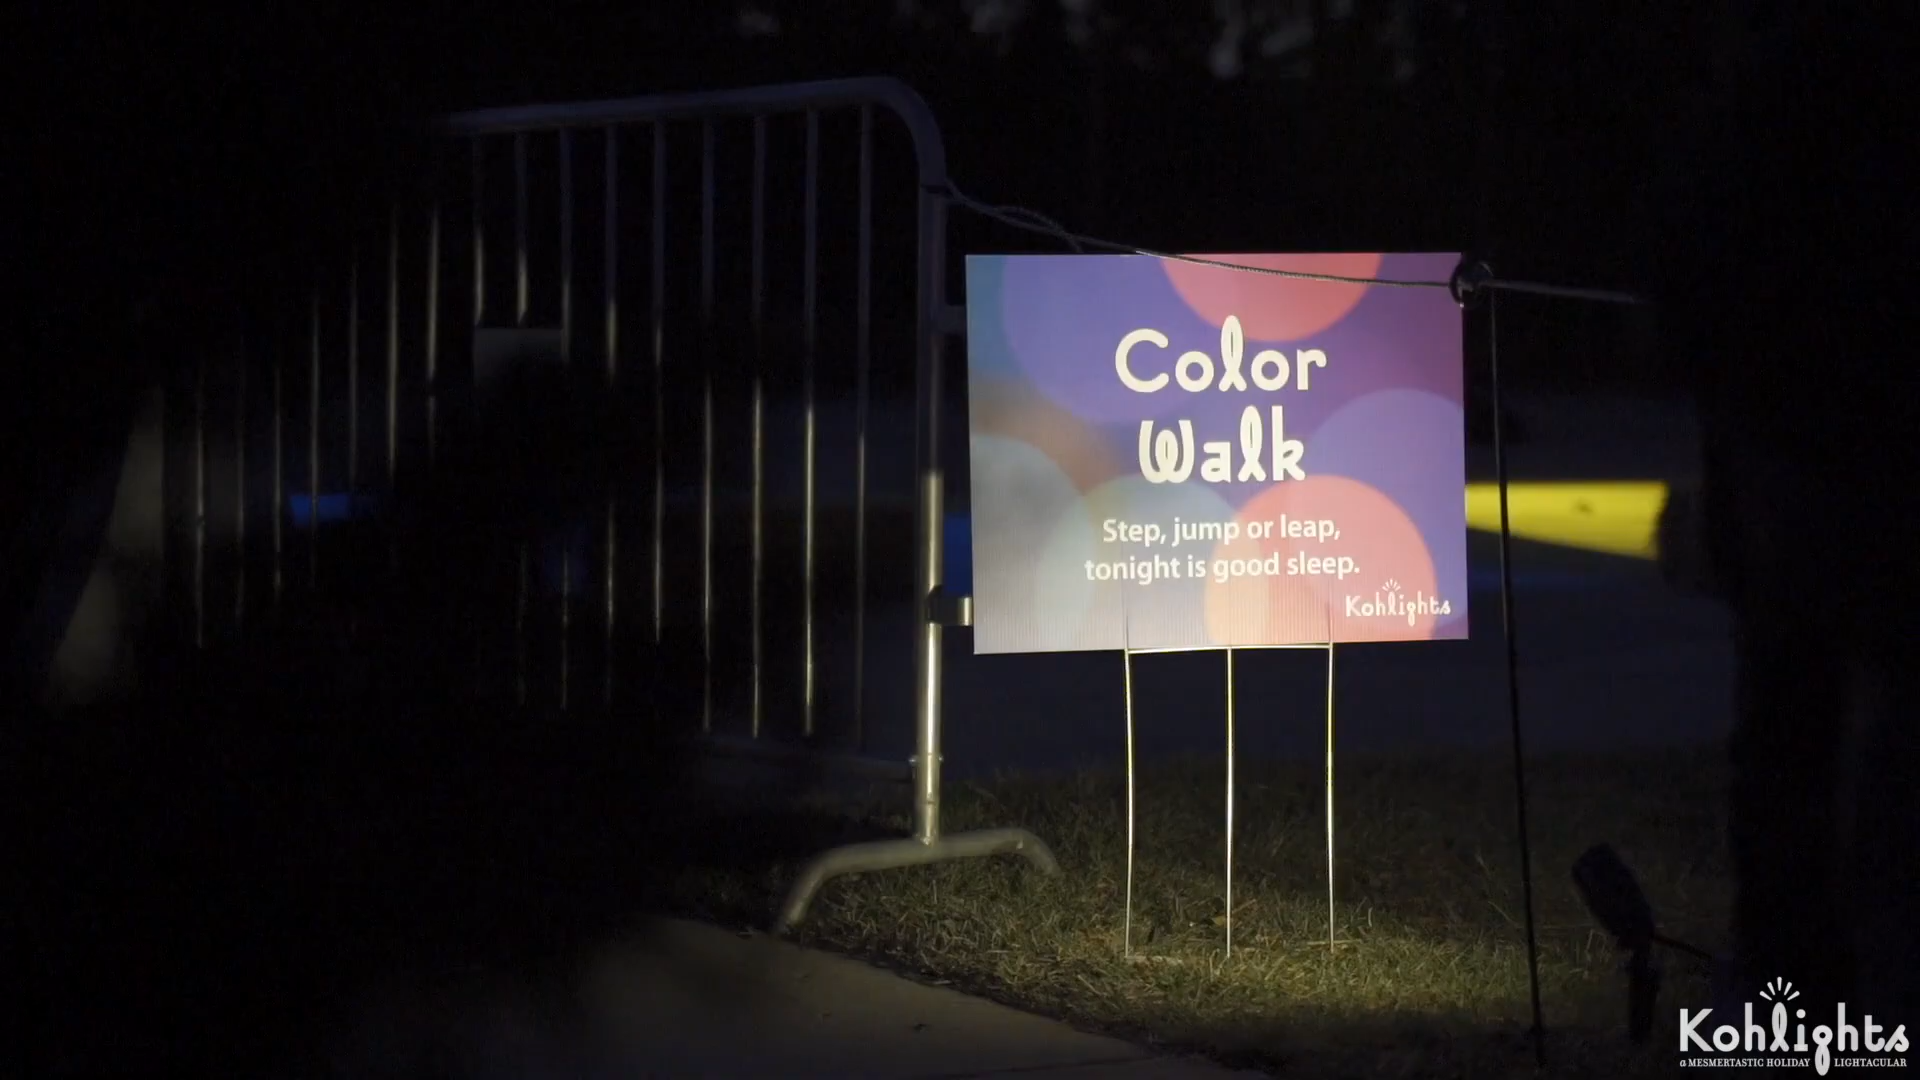 Color
Walk
Step, jump or leap,
tonight is good sleep.
Kohlights
Kohlights
a MESMERTASTIC HOLIDAY LIGHTACULAR